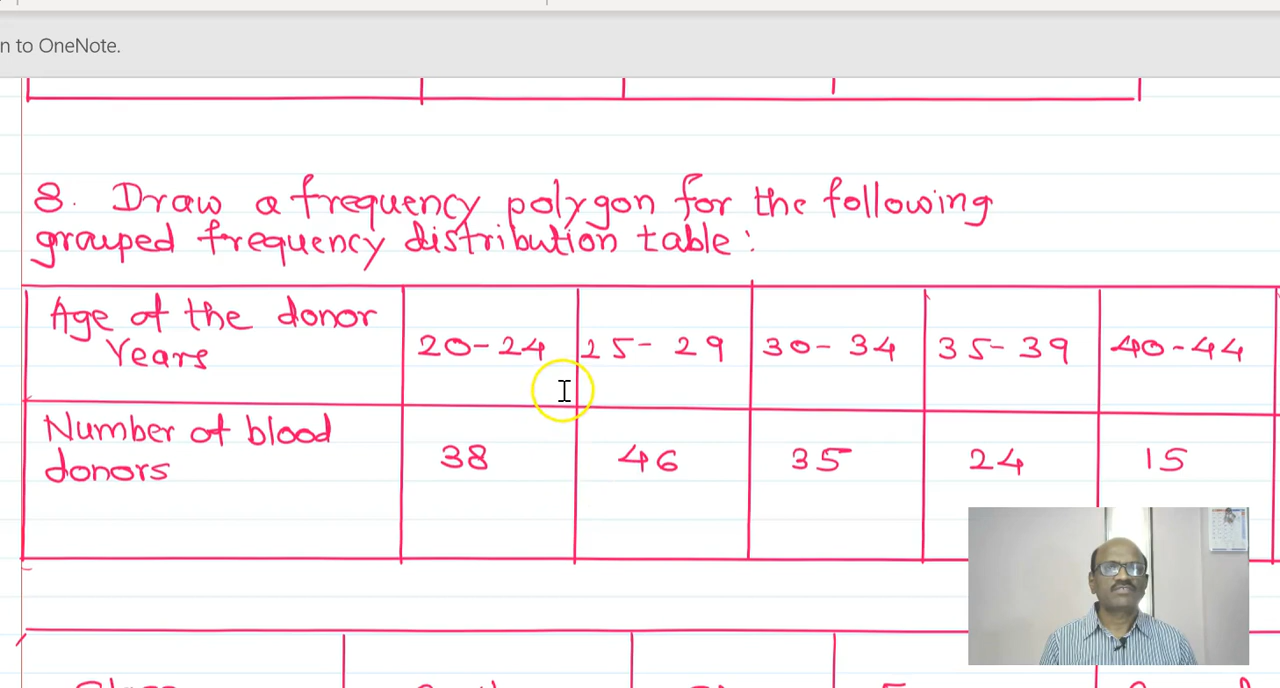 n to OneNote.
8. Draw a frequency polygon for the following
grouped frequency distribution table:
Age of the donor Years 20-24 25-29 30-34 35-39 40-44
Number of blood donors 38 46 35 24 15